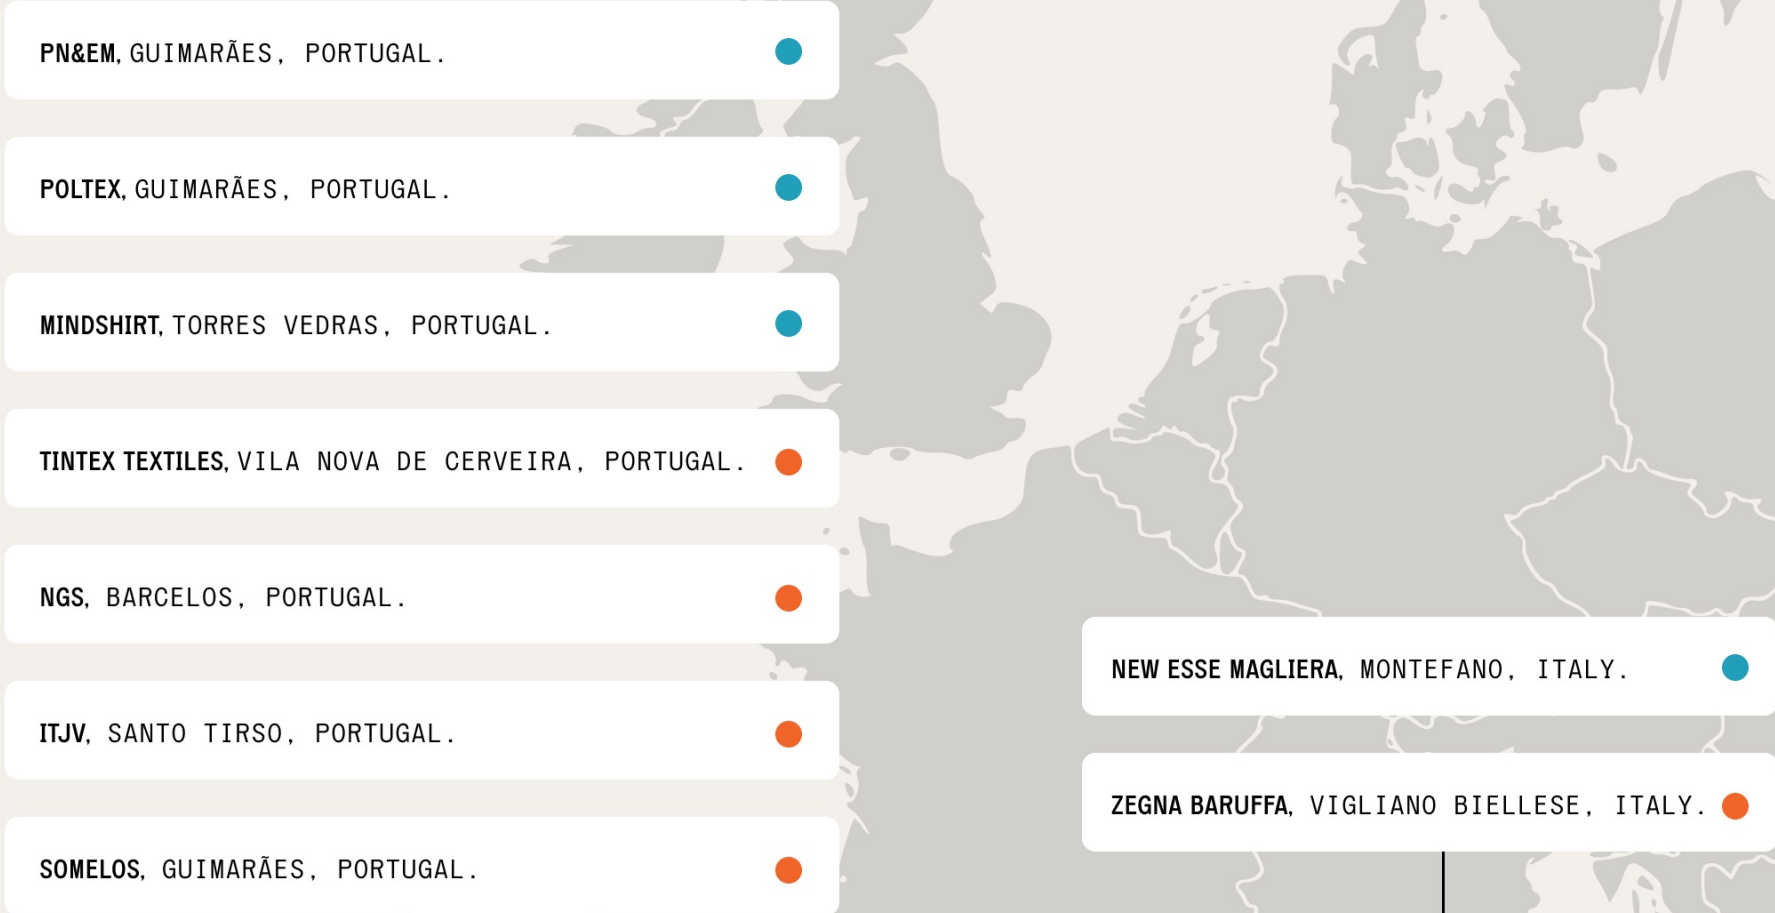 PN&EM, GUIMARÃES, PORTUGAL.
POLTEX, GUIMARÃES, PORTUGAL.
MINDSHIRT, TORRES VEDRAS, PORTUGAL.
TINTEX TEXTILES, VILA NOVA DE CERVEIRA, PORTUGAL.
NGS, BARCELOS, PORTUGAL.
ITJV, SANTO TIRSO, PORTUGAL.
SOMELOS, GUIMARÃES, PORTUGAL.
NEW ESSE MAGLIERA, MONTEFANO, ITALY.
ZEGNA BARUFFA, VIGLIANO BIELLESE, ITALY.